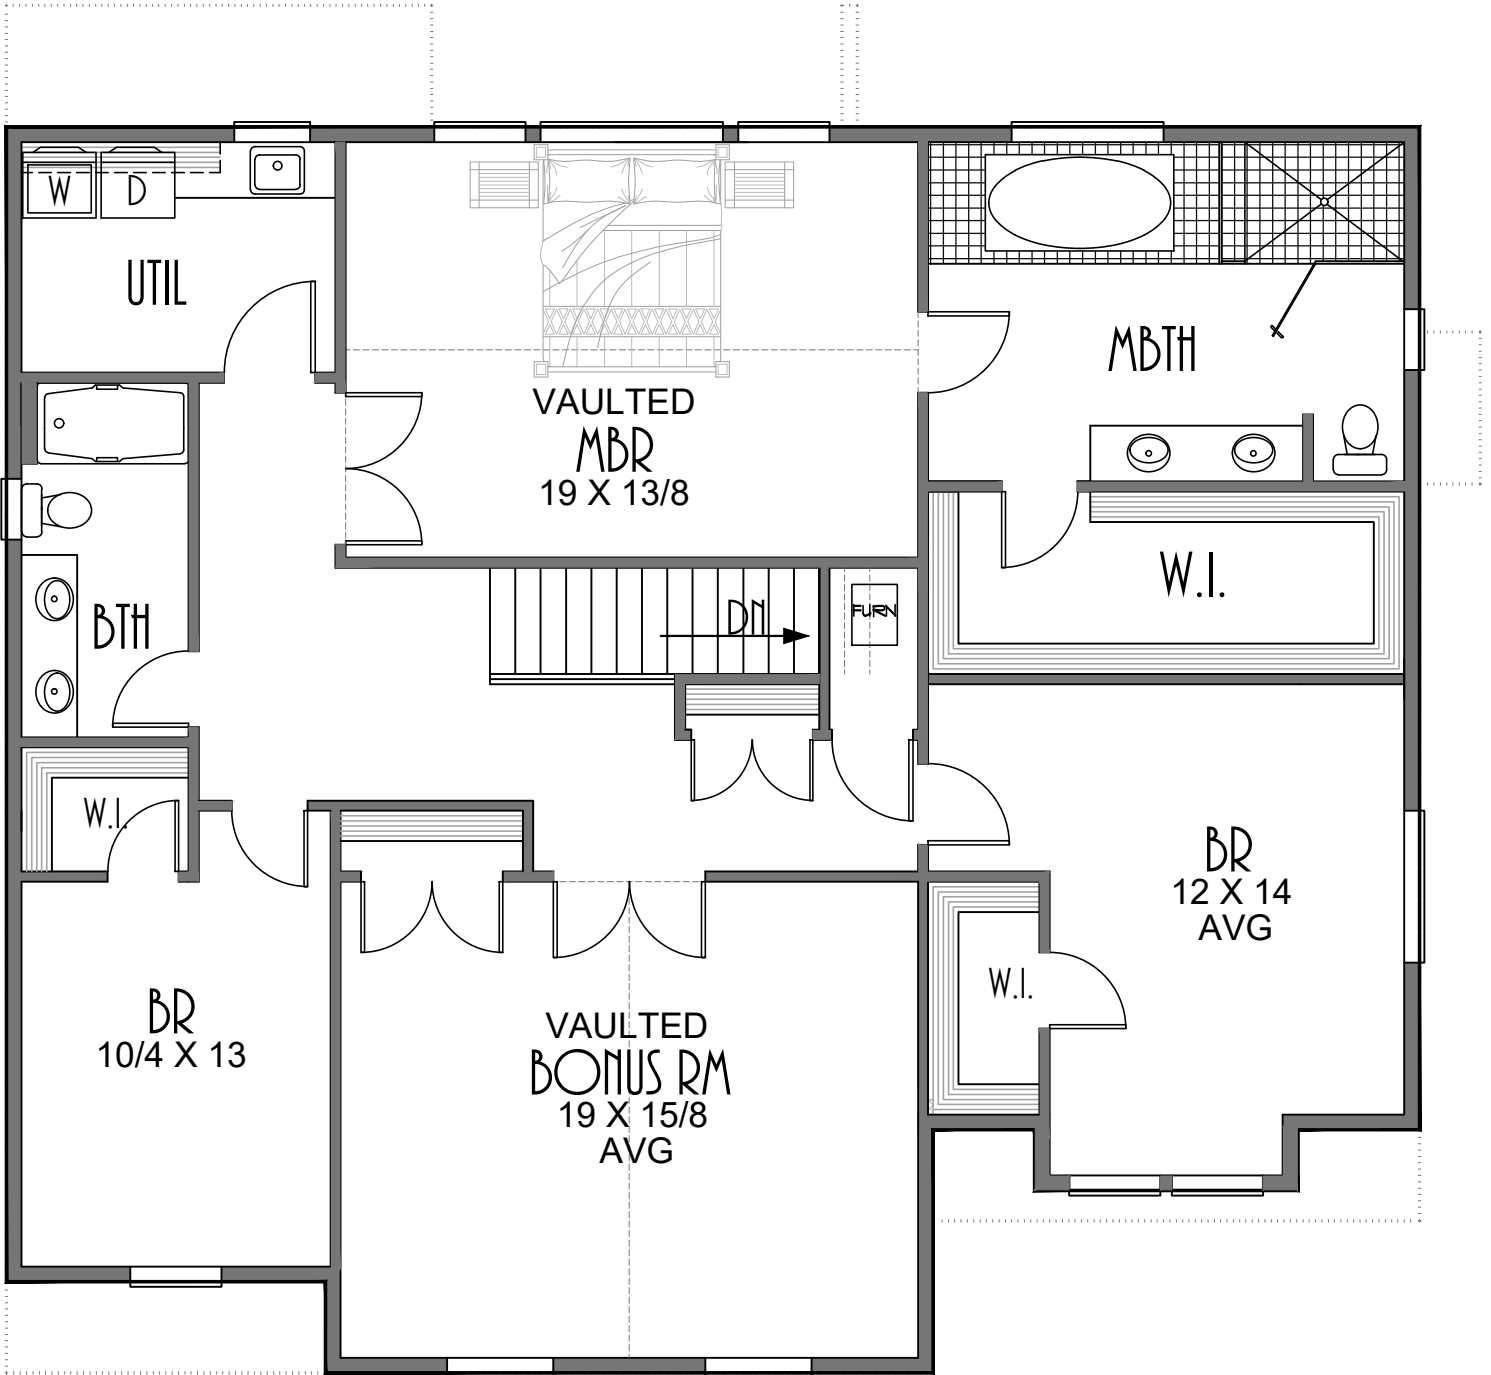 W
D
UTIL
VAULTED
MBR
19 X 13/8
MBTH
W.I.
DN
FURN
BTH
W.I.
BR
12 X 14
AVG
W.I.
BR
10/4 X 13
VAULTED
BONUS RM
19 X 15/8
AVG